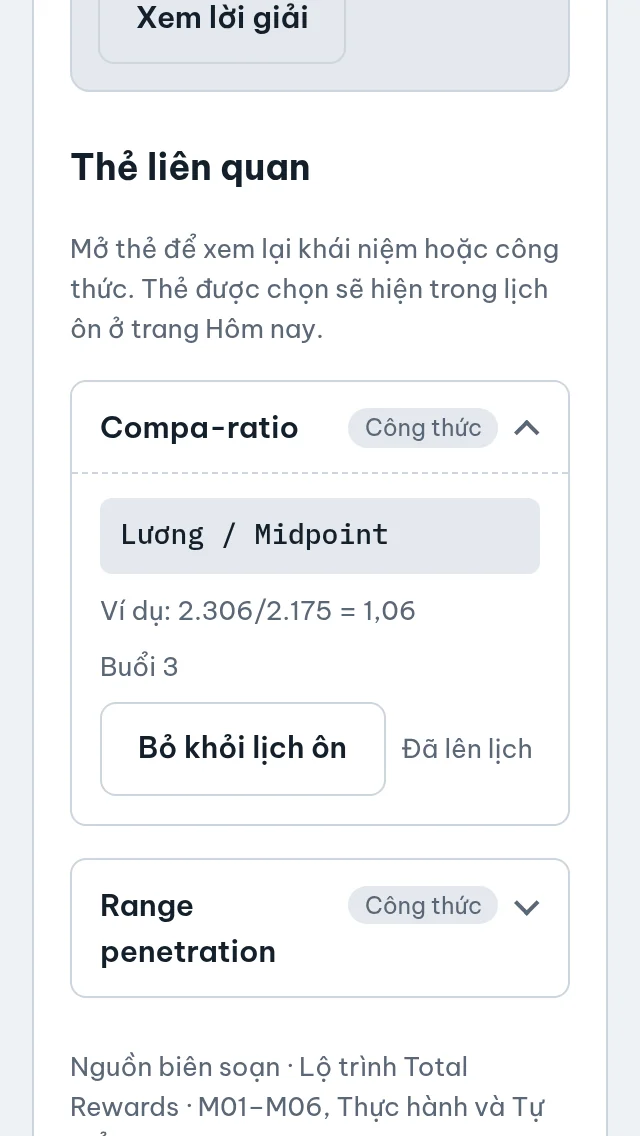 Xem lời giải
Thẻ liên quan
Mở thẻ để xem lại khái niệm hoặc công
thức. Thẻ được chọn sẽ hiện trong lịch
ôn ở trang Hôm nay.
Compa-ratio Công thức
Lương / Midpoint
Ví dụ: 2.306/2.175 = 1,06
Buổi 3
Bỏ khỏi lịch ôn Đã lên lịch
Range Công thức
penetration
Nguồn biên soạn · Lộ trình Total
Rewards · M01–M06, Thực hành và Tự